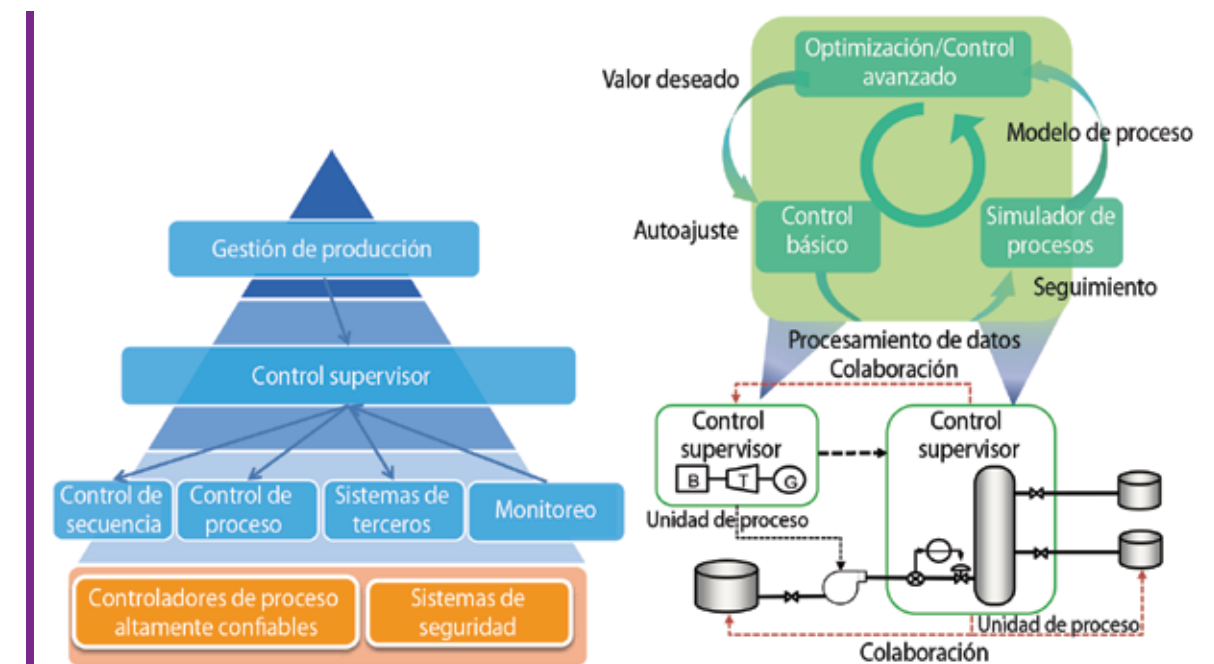 Gestión de producción
Control supervisor
Control de
secuencia
Control de
proceso
Sistemas de
terceros
Monitoreo
Controladores de proceso
altamente confiables
Sistemas de
seguridad
Optimización/Control
avanzado
Valor deseado
Modelo de proceso
Autoajuste
Control
básico
Simulador de
procesos
Seguimiento
Procesamiento de datos
Colaboración
Control
supervisor
B
T
G
Unidad de proceso
Control
supervisor
Unidad de proceso
Colaboración